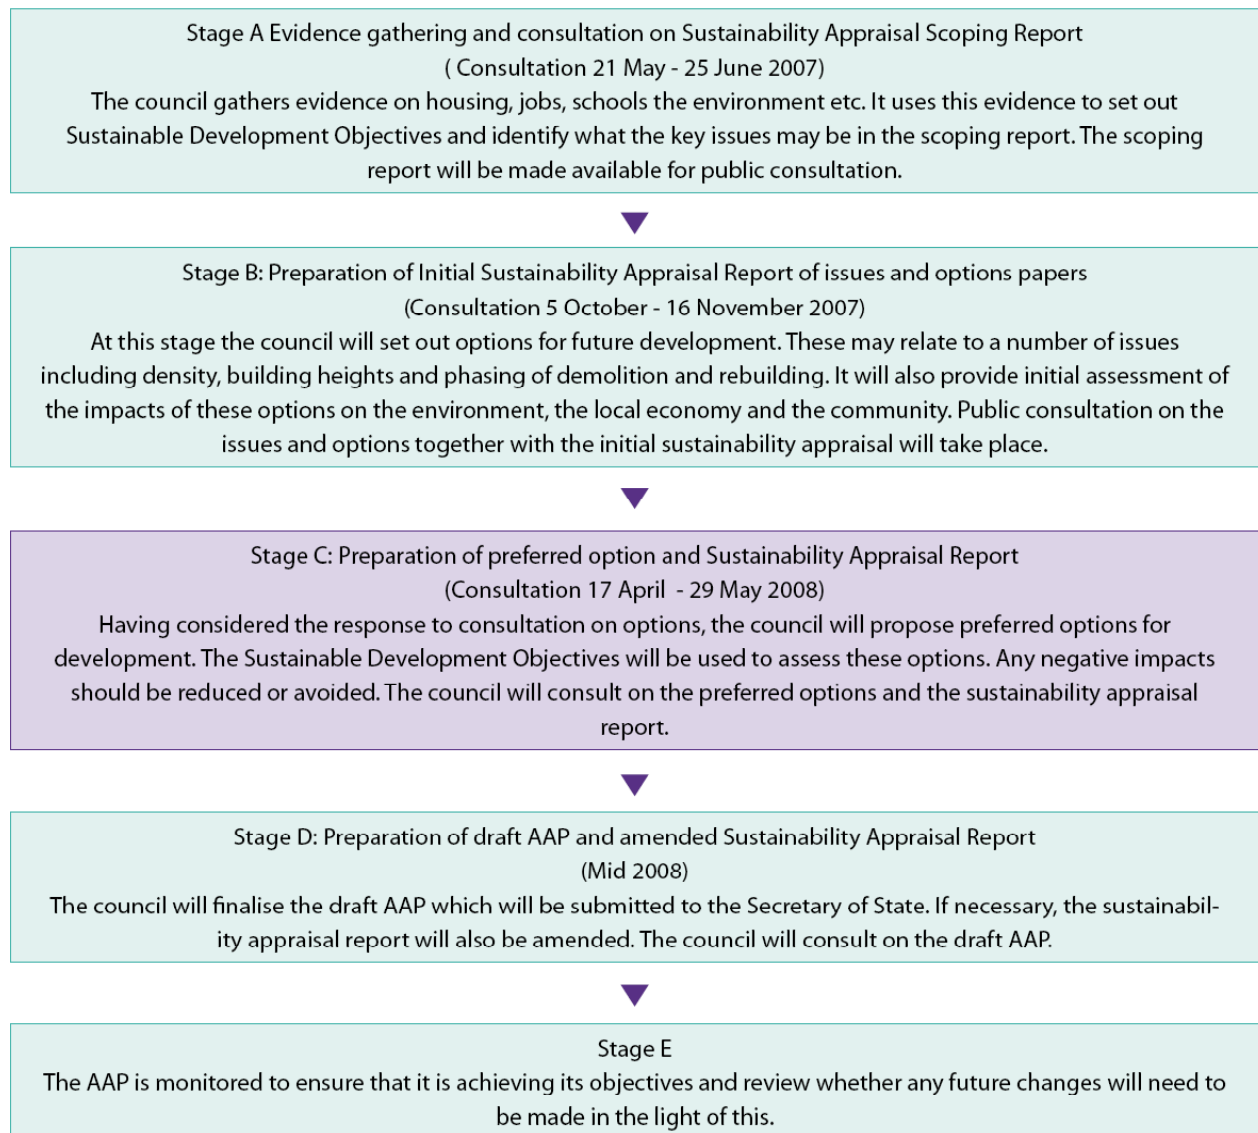 Stage A Evidence gathering and consultation on Sustainability Appraisal Scoping Report
( Consultation 21 May - 25 June 2007)
The council gathers evidence on housing, jobs, schools the environment etc. It uses this evidence to set out
Sustainable Development Objectives and identify what the key issues may be in the scoping report. The scoping
report will be made available for public consultation.
Stage B: Preparation of Initial Sustainability Appraisal Report of issues and options papers
(Consultation 5 October - 16 November 2007)
At this stage the council will set out options for future development. These may relate to a number of issues
including density, building heights and phasing of demolition and rebuilding. It will also provide initial assessment of
the impacts of these options on the environment, the local economy and the community. Public consultation on the
issues and options together with the initial sustainability appraisal will take place.
Stage C: Preparation of preferred option and Sustainability Appraisal Report
(Consultation 17 April - 29 May 2008)
Having considered the response to consultation on options, the council will propose preferred options for
development. The Sustainable Development Objectives will be used to assess these options. Any negative impacts
should be reduced or avoided. The council will consult on the preferred options and the sustainability appraisal
report.
Stage D: Preparation of draft AAP and amended Sustainability Appraisal Report
(Mid 2008)
The council will finalise the draft AAP which will be submitted to the Secretary of State. If necessary, the sustainabil-
ity appraisal report will also be amended. The council will consult on the draft AAP.
Stage E
The AAP is monitored to ensure that it is achieving its objectives and review whether any future changes will need to
be made in the light of this.